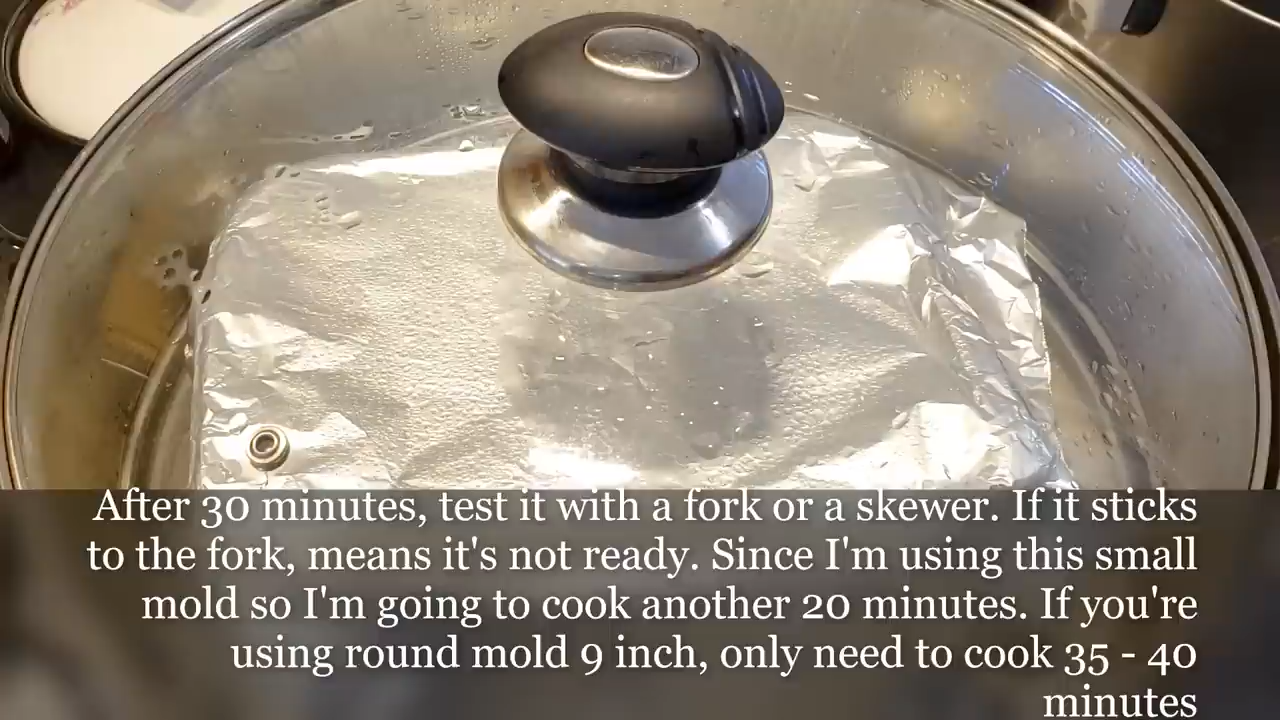 After 30 minutes, test it with a fork or a skewer. If it sticks
to the fork, means it's not ready. Since I'm using this small
mold so I'm going to cook another 20 minutes. If you're
using round mold 9 inch, only need to cook 35 - 40
minutes